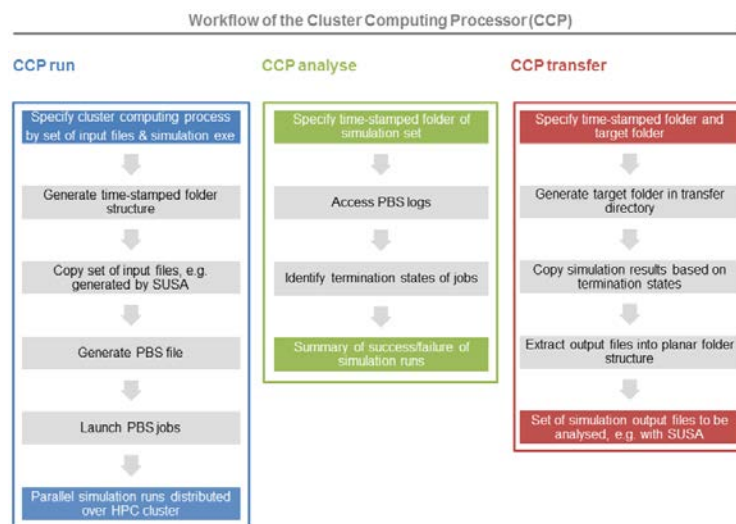 Workflow of the Cluster Computing Processor (CCP)
CCP run
Specify cluster computing process
by set of input files & simulation exe
Generate time-stamped folder
structure
Copy set of input files, e.g.
generated by SUSA
Generate PBS file
Launch PBS jobs
Parallel simulation runs distributed
over HPC cluster
CCP analyse
Specify time-stamped folder of
simulation set
Access PBS logs
Identify termination states of jobs
Summary of success/failure of
simulation runs
CCP transfer
Specify time-stamped folder and
target folder
Generate target folder in transfer
directory
Copy simulation results based on
termination states
Extract output files into planar folder
structure
Set of simulation output files to be
analysed, e.g. with SUSA